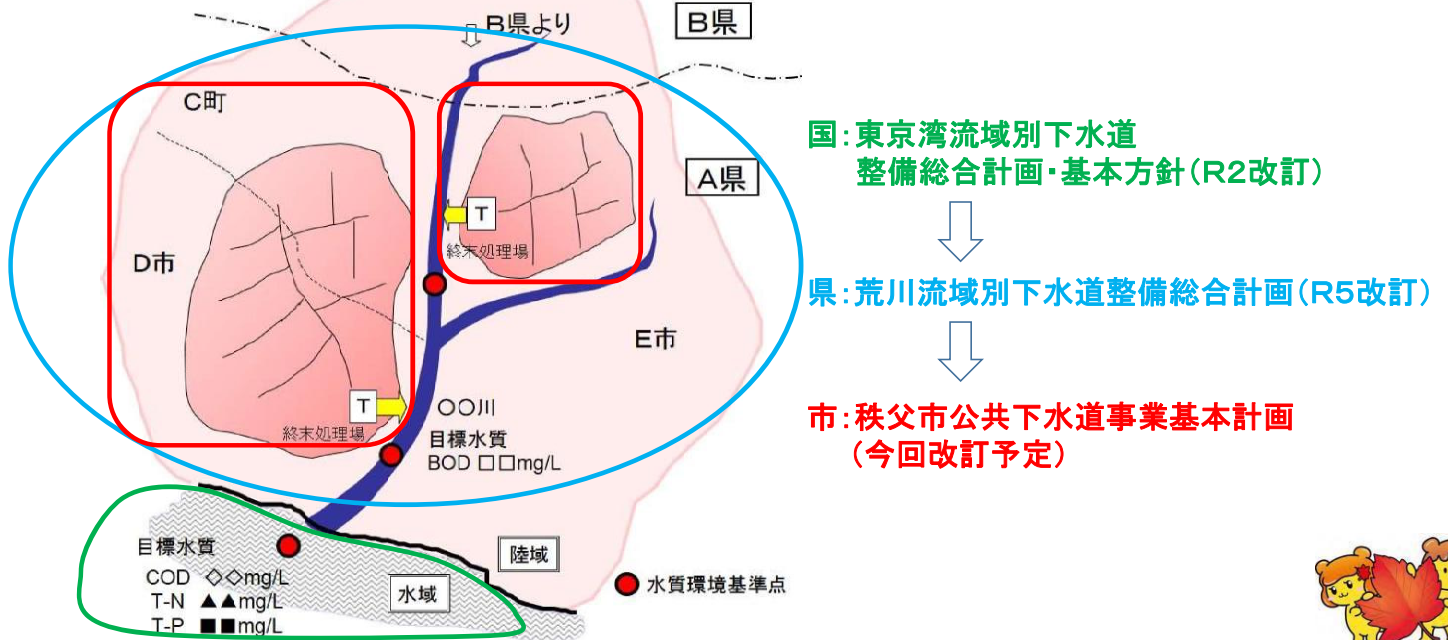 B県より
B県
C町
A県
T
終末処理場
D市
E市
T
終末処理場
〇〇川
目標水質
BOD □□mg/L
目標水質
COD ◇◇mg/L
T-N ▲▲mg/L
T-P ■■mg/L
陸域
水域
水質環境基準点
国:東京湾流域別下水道
整備総合計画・基本方針(R2改訂)
県:荒川流域別下水道整備総合計画(R5改訂)
市:秩父市公共下水道事業基本計画
(今回改訂予定)